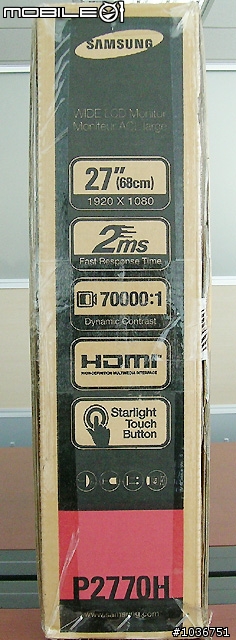 mobile01
SAMSUNG
WIDE LCD Monitor
Moniteur ACL large
27" (68cm)
1920 X 1080
2ms
Fast Response Time
70000:1
Dynamic Contrast
HDMI
HIGH-DEFINITION MULTIMEDIA INTERFACE
Starlight
Touch
Button
P2770H
www.samsung.com
#1036751